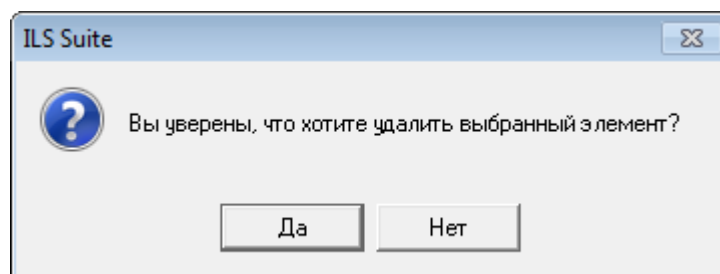 ILS Suite
Вы уверены, что хотите удалить выбранный элемент?
Да
Нет